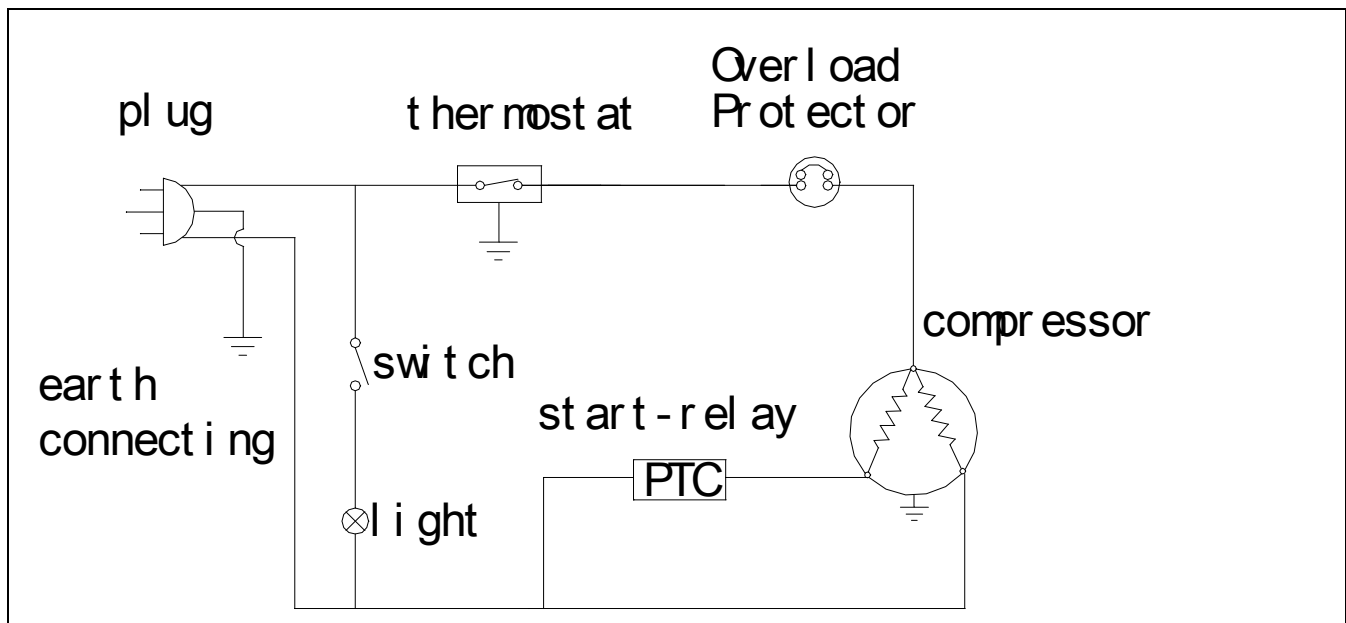 plug
thermostat
Overload
Protector
compressor
switch
earth
connecting
start-relay
PTC
light